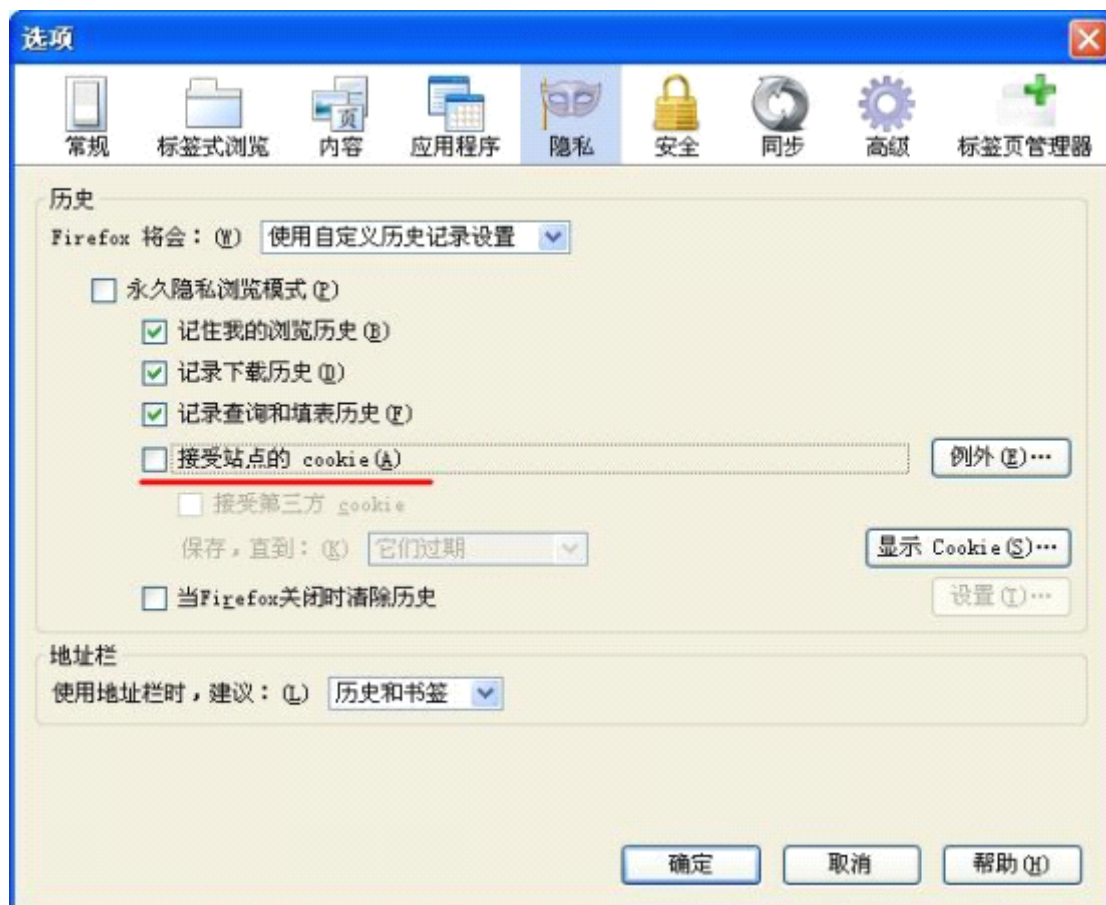 选项
常规 标签式浏览 内容 应用程序 隐私 安全 同步 高级 标签页管理器
历史
Firefox 将会：(W) 使用自定义历史记录设置
永久隐私浏览模式(P)
记住我的浏览历史(B)
记录下载历史(D)
记录查询和填表历史(F)
接受站点的 cookie(A) 例外(E)…
接受第三方 cookie
保存，直到：(K) 它们过期 显示 Cookie(S)…
当Firefox关闭时清除历史 设置(T)…
地址栏
使用地址栏时，建议：(L) 历史和书签
确定 取消 帮助(H)